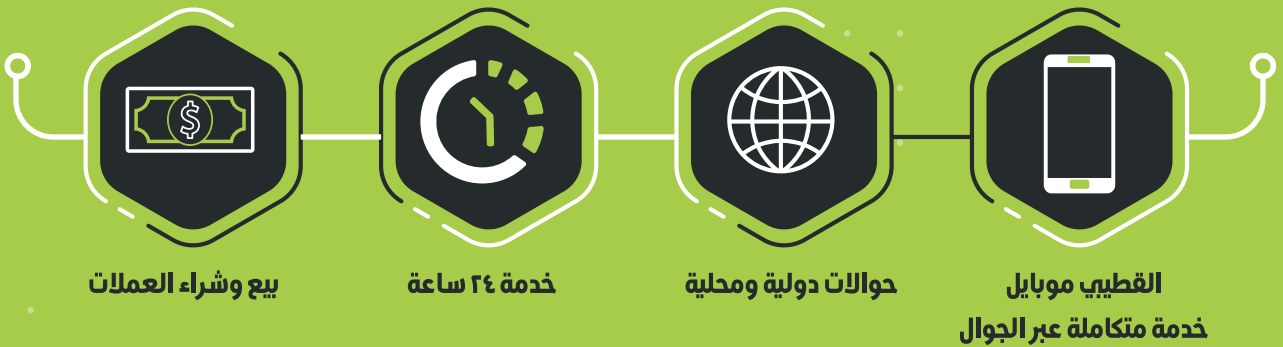 القطيبي موبايل
خدمة متكاملة عبر الجوال
حوالات دولية ومحلية
خدمة ٢٤ ساعة
بيع وشراء العملات
$